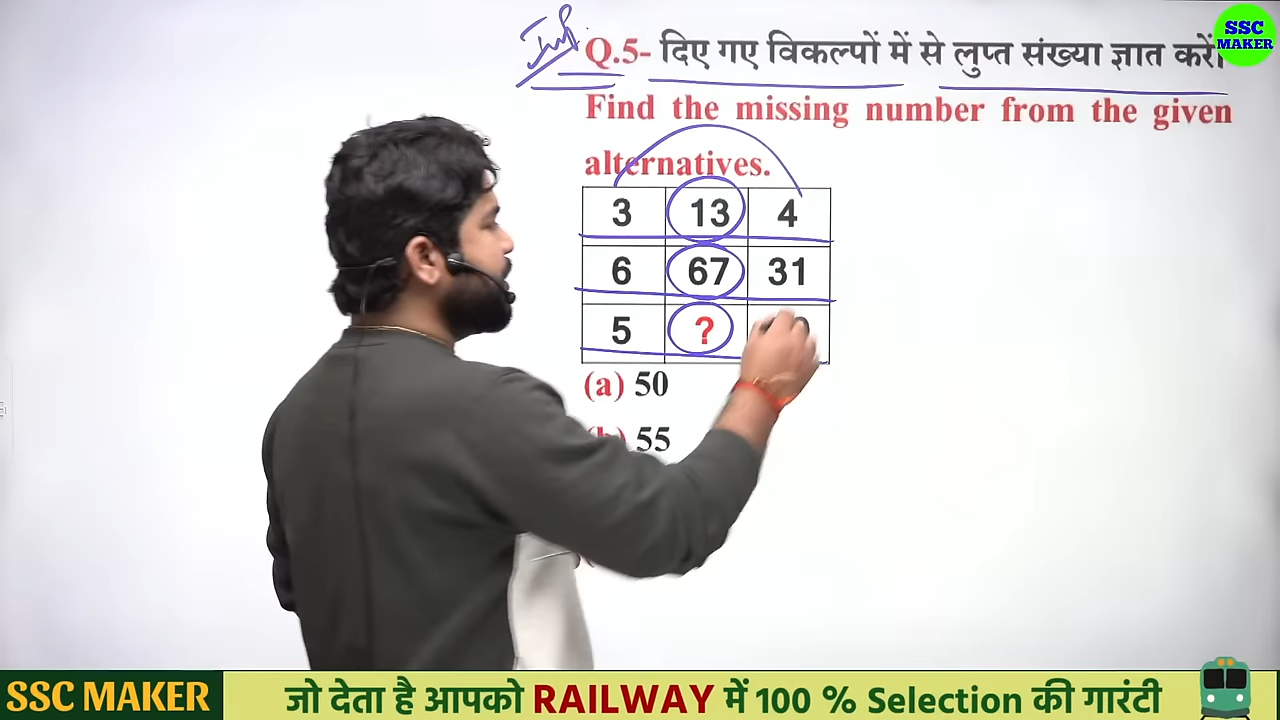 SSC
MAKER
Imp
Q.5- दिए गए विकल्पों में से लुप्त संख्या ज्ञात करें।
Find the missing number from the given
alternatives.
3 13 4
6 67 31
5 ?
(a) 50
(b) 55
SSC MAKER जो देता है आपको RAILWAY में 100 % Selection की गारंटी